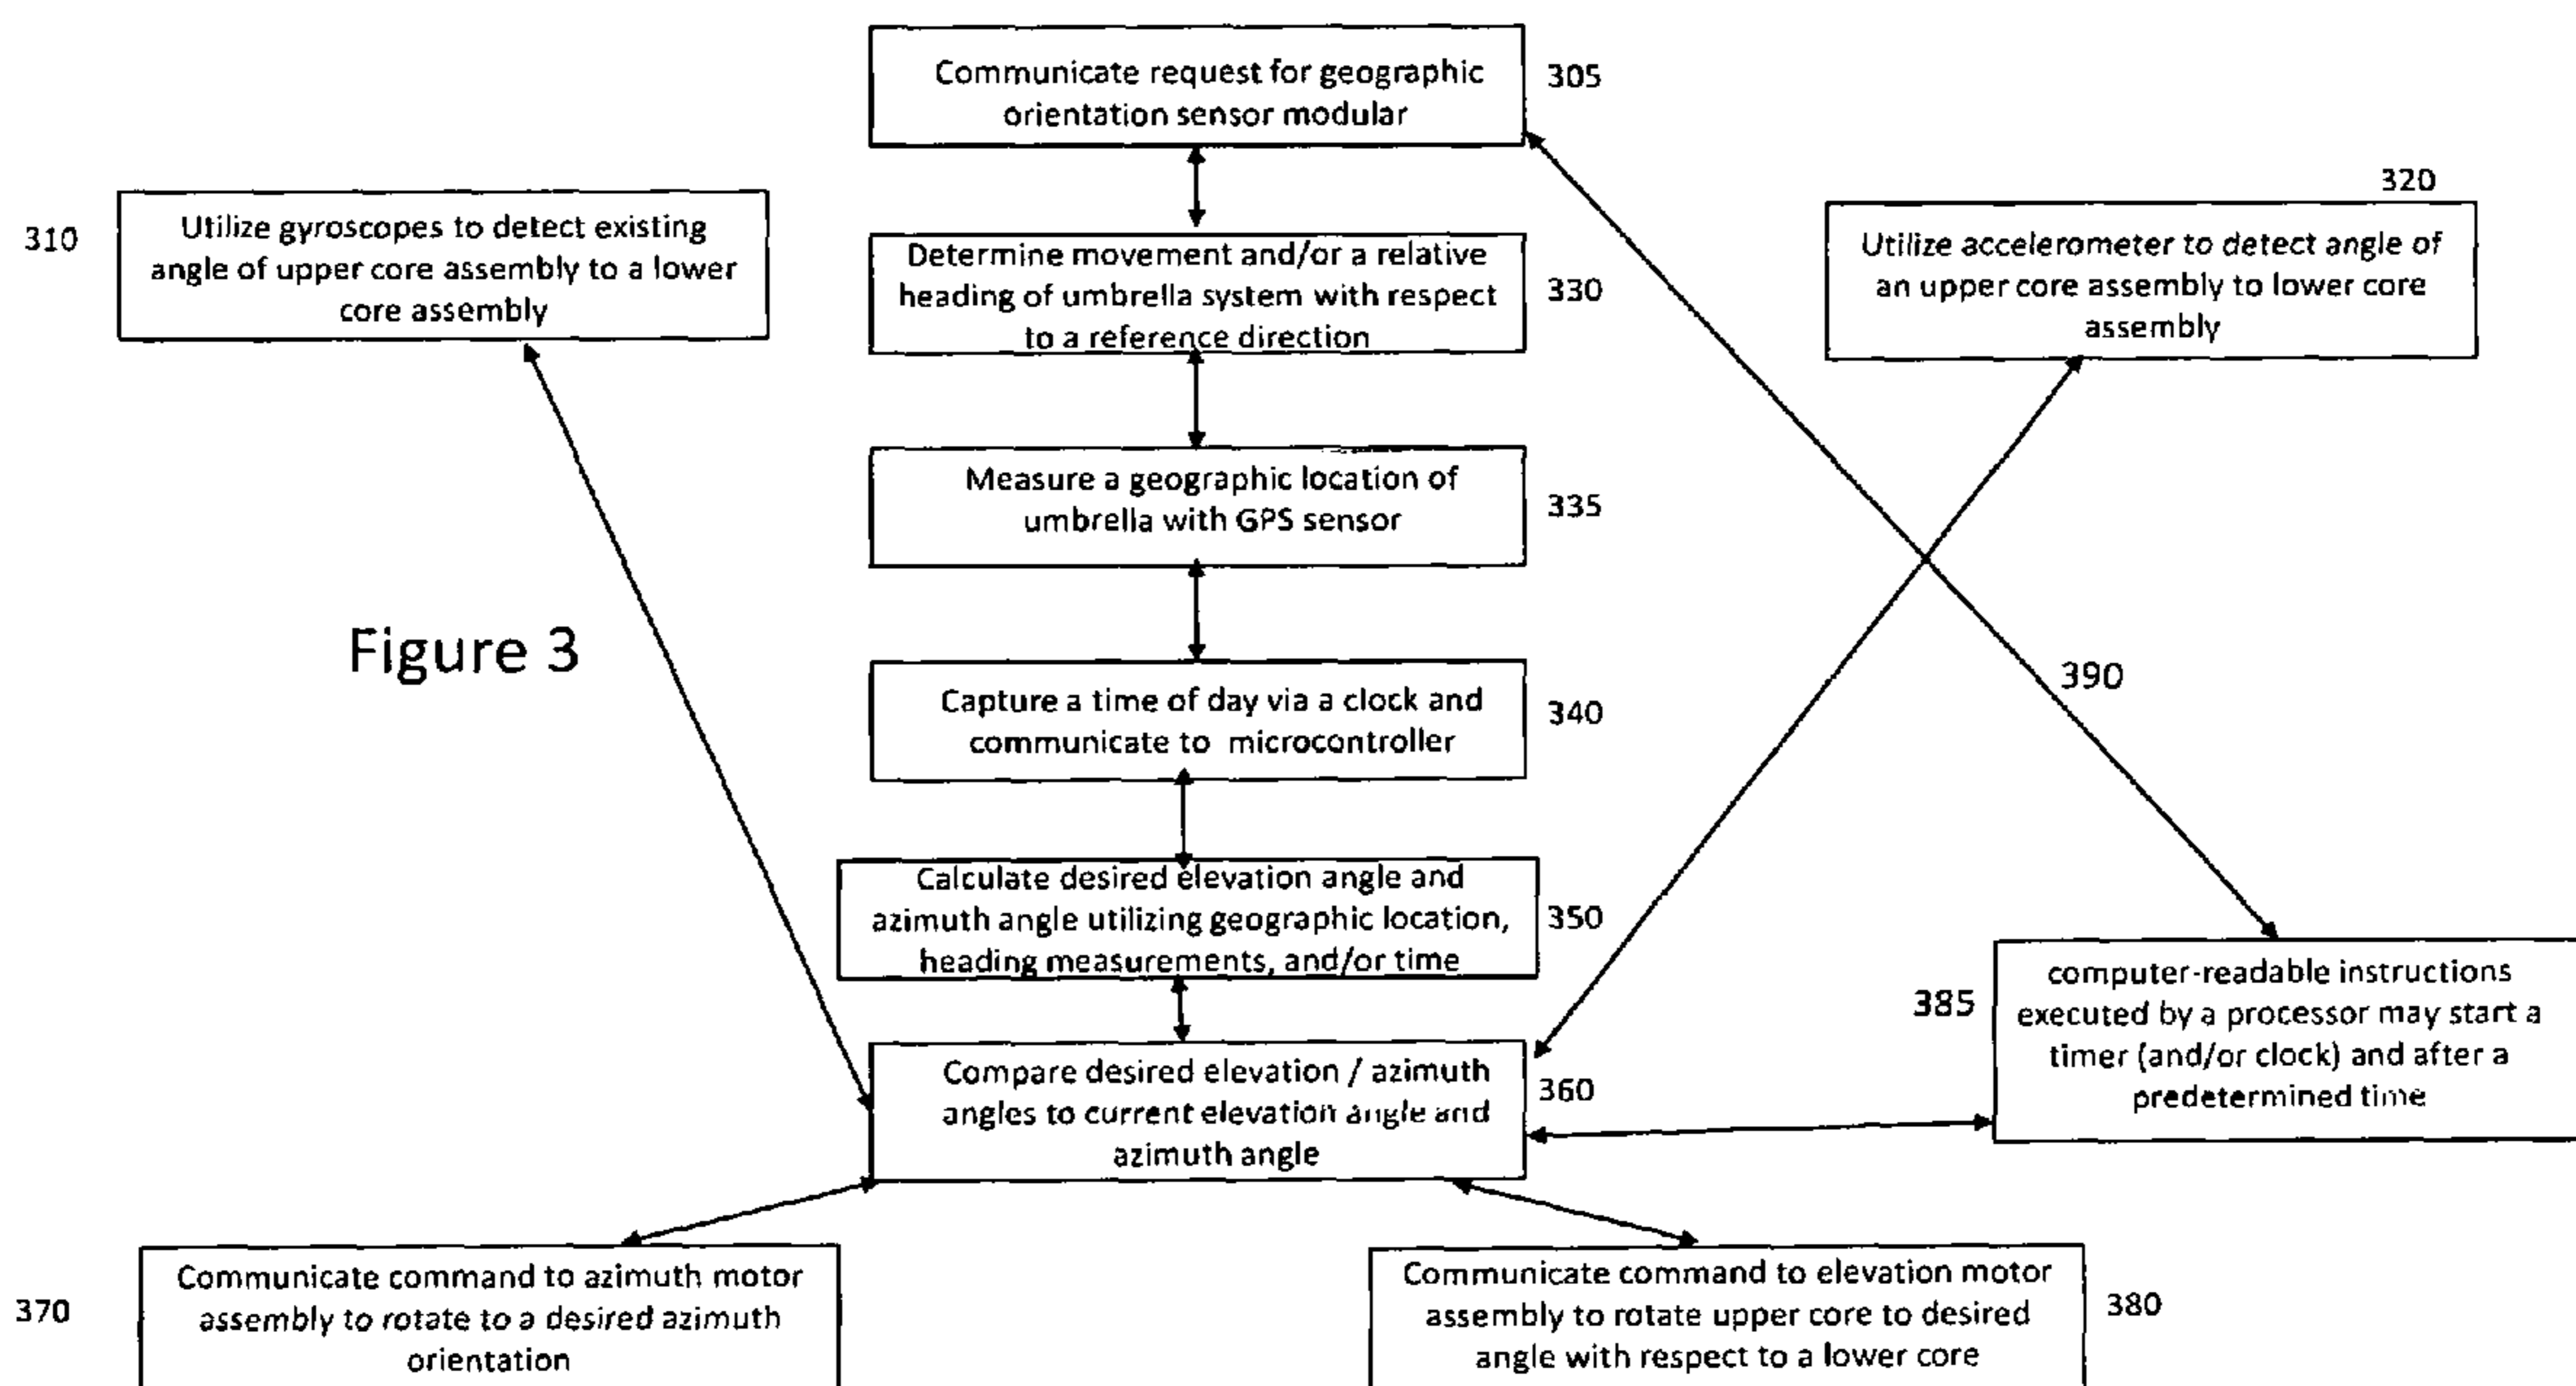 Communicate request for geographic
orientation sensor modular
305
320
310
Utilize gyroscopes to detect existing
angle of upper core assembly to a lower
core assembly
Determine movement and/or a relative
heading of umbrella system with respect
to a reference direction
330
Utilize accelerometer to detect angle of
an upper core assembly to lower core
assembly
Measure a geographic location of
umbrella with GPS sensor
335
Figure 3
Capture a time of day via a clock and
communicate to microcontroller
340
390
Calculate desired elevation angle and
azimuth angle utilizing geographic location,
heading measurements, and/or time
350
385
computer-readable instructions
executed by a processor may start a
timer (and/or clock) and after a
predetermined time
Compare desired elevation / azimuth
angles to current elevation angle and
azimuth angle
360
370
Communicate command to azimuth motor
assembly to rotate to a desired azimuth
orientation
Communicate command to elevation motor
assembly to rotate upper core to desired
angle with respect to a lower core
380